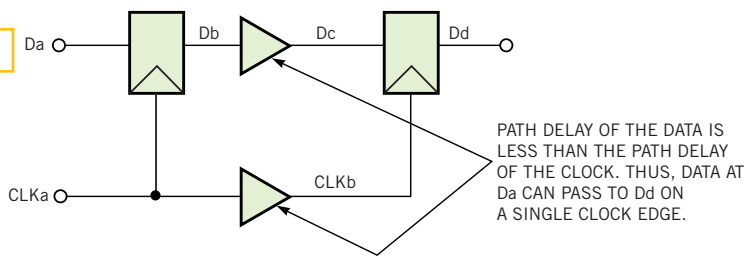 Da
Db
Dc
Dd
PATH DELAY OF THE DATA IS
LESS THAN THE PATH DELAY
OF THE CLOCK. THUS, DATA AT
Da CAN PASS TO Dd ON
A SINGLE CLOCK EDGE.
CLKa
CLKb